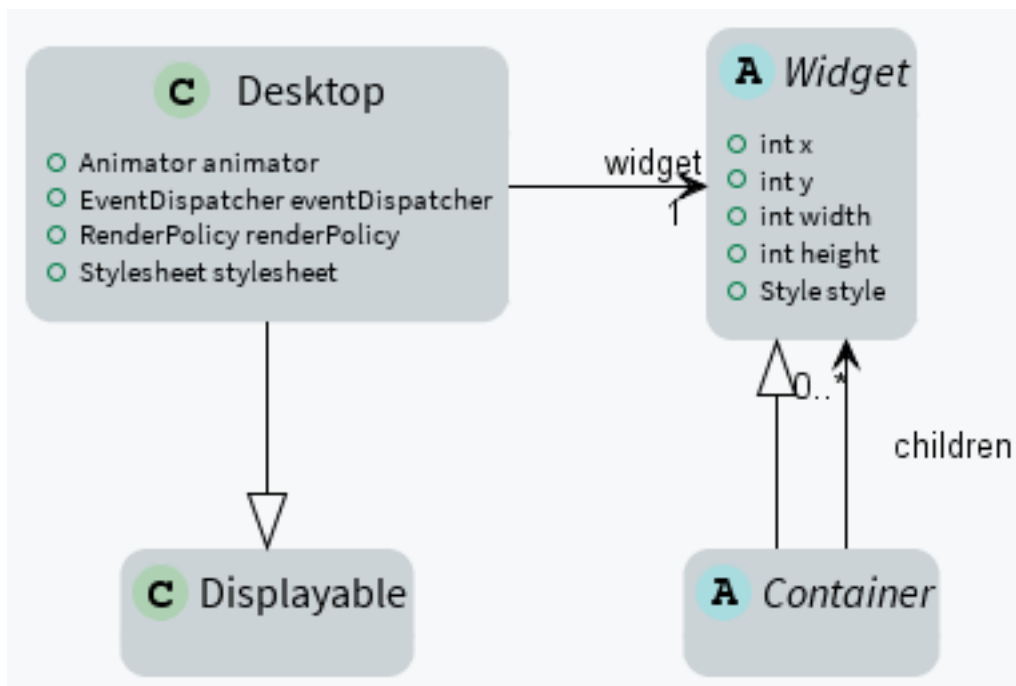 C Desktop
Animator animator
EventDispatcher eventDispatcher
RenderPolicy renderPolicy
Stylesheet stylesheet
widget
1
A Widget
int x
int y
int width
int height
Style style
0..*
children
C Displayable
A Container